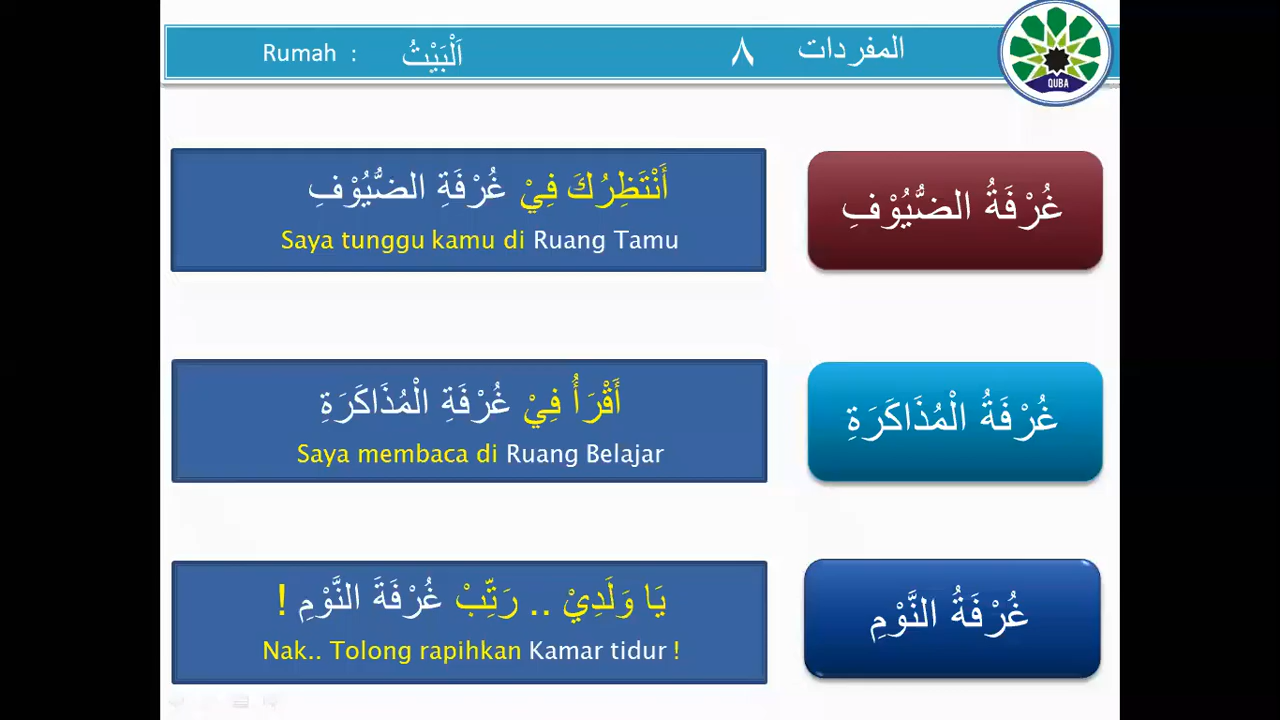 المفردات ٨
اَلْبَيْتُ : Rumah
QUBA
غُرْفَةُ الضُّيُوْفِ
أَنْتَظِرُكَ فِيْ غُرْفَةِ الضُّيُوْفِ
Saya tunggu kamu di Ruang Tamu
غُرْفَةُ الْمُذَاكَرَةِ
أَقْرَأُ فِيْ غُرْفَةِ الْمُذَاكَرَةِ
Saya membaca di Ruang Belajar
غُرْفَةُ النَّوْمِ
يَا وَلَدِيْ .. رَتِّبْ غُرْفَةَ النَّوْمِ !
Nak.. Tolong rapihkan Kamar tidur !